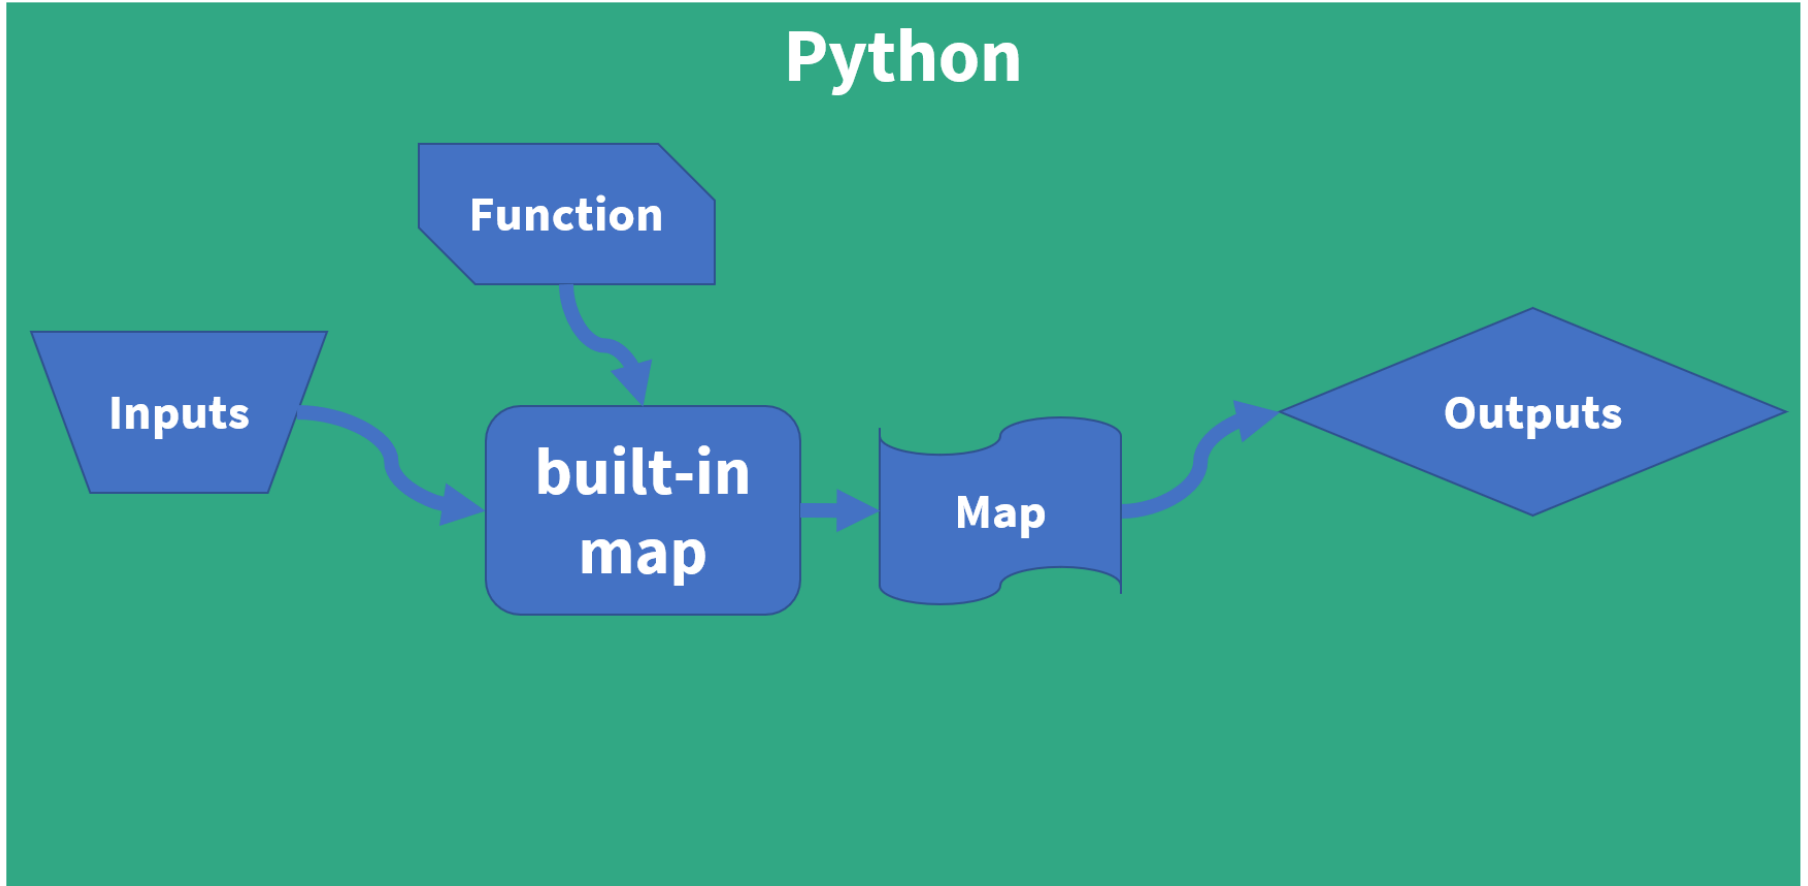 Python
Function
Inputs
built-in
map
Map
Outputs